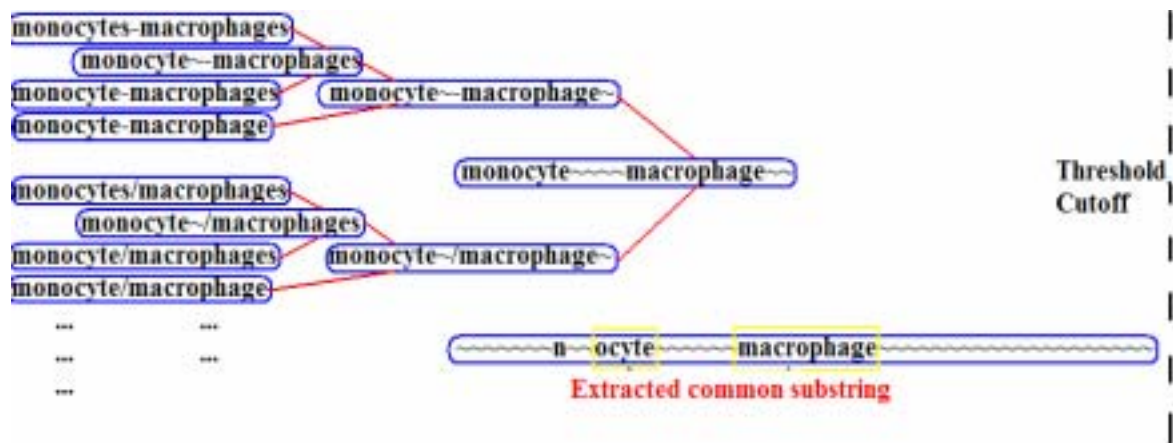 monocytes-macrophages
monocyte~-macrophages
monocyte-macrophages
monocyte~-macrophage~
monocyte-macrophage
monocyte~~~~macrophage~~
Threshold
Cutoff
monocytes/macrophages
monocyte~/macrophages
monocyte/macrophages
monocyte~/macrophage~
monocyte/macrophage
... ...
... ...
...
~~~~~~~~~~n~~ocyte~~~~~~~~macrophage~~~~~~~~~~~~~~~~~~~~~~~~~~
Extracted common substring